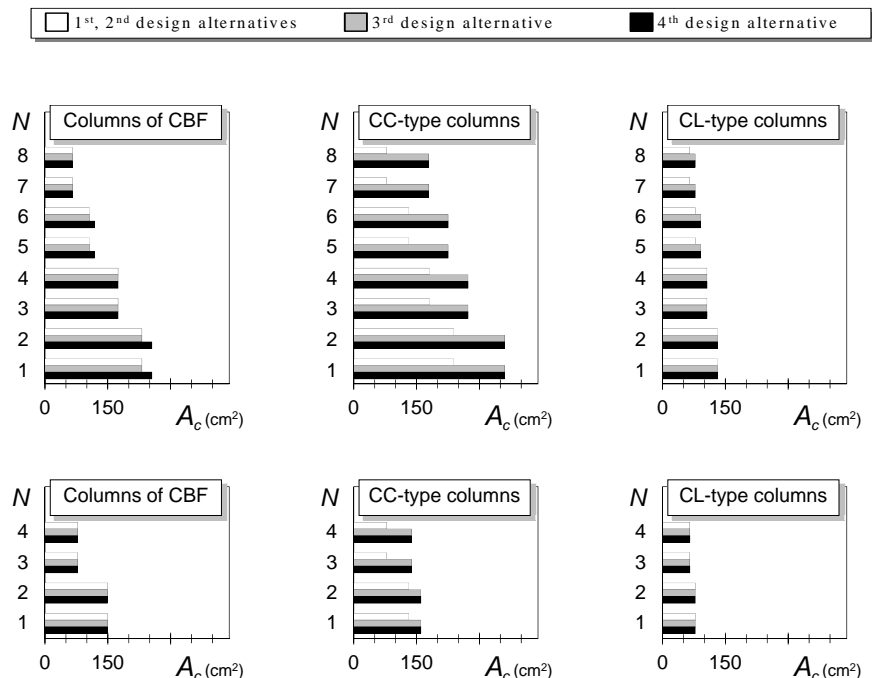 1st, 2nd design alternatives 3rd design alternative 4th design alternative
N Columns of CBF
8
7
6
5
4
3
2
1
0 150 Ac (cm²)
N CC-type columns
8
7
6
5
4
3
2
1
0 150 Ac (cm²)
N CL-type columns
8
7
6
5
4
3
2
1
0 150 Ac (cm²)
N Columns of CBF
4
3
2
1
0 150 Ac (cm²)
N CC-type columns
4
3
2
1
0 150 Ac (cm²)
N CL-type columns
4
3
2
1
0 150 Ac (cm²)